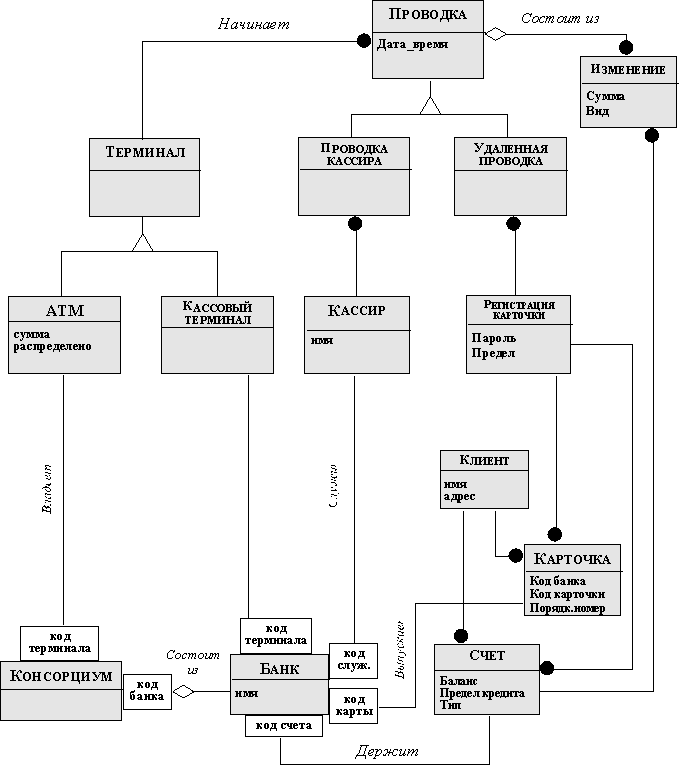 ПРОВОДКА
Дата_время
Начинает
Состоит из
ИЗМЕНЕНИЕ
Сумма
Вид
ТЕРМИНАЛ
ПРОВОДКА
КАССИРА
УДАЛЕННАЯ
ПРОВОДКА
АТМ
сумма
распределено
КАССОВЫЙ
ТЕРМИНАЛ
КАССИР
имя
РЕГИСТРАЦИЯ
КАРТОЧКИ
Пароль
Предел
Владеет
КЛИЕНТ
имя
адрес
КАРТОЧКА
Код банка
Код карточки
Порядк.номер
код
терминала
код
терминала
код
служ.
Выпускает
КОНСОРЦИУМ
код
банка
Состоит
из
БАНК
имя
код
карты
код счета
СЧЕТ
Баланс
Предел кредита
Тип
Держит